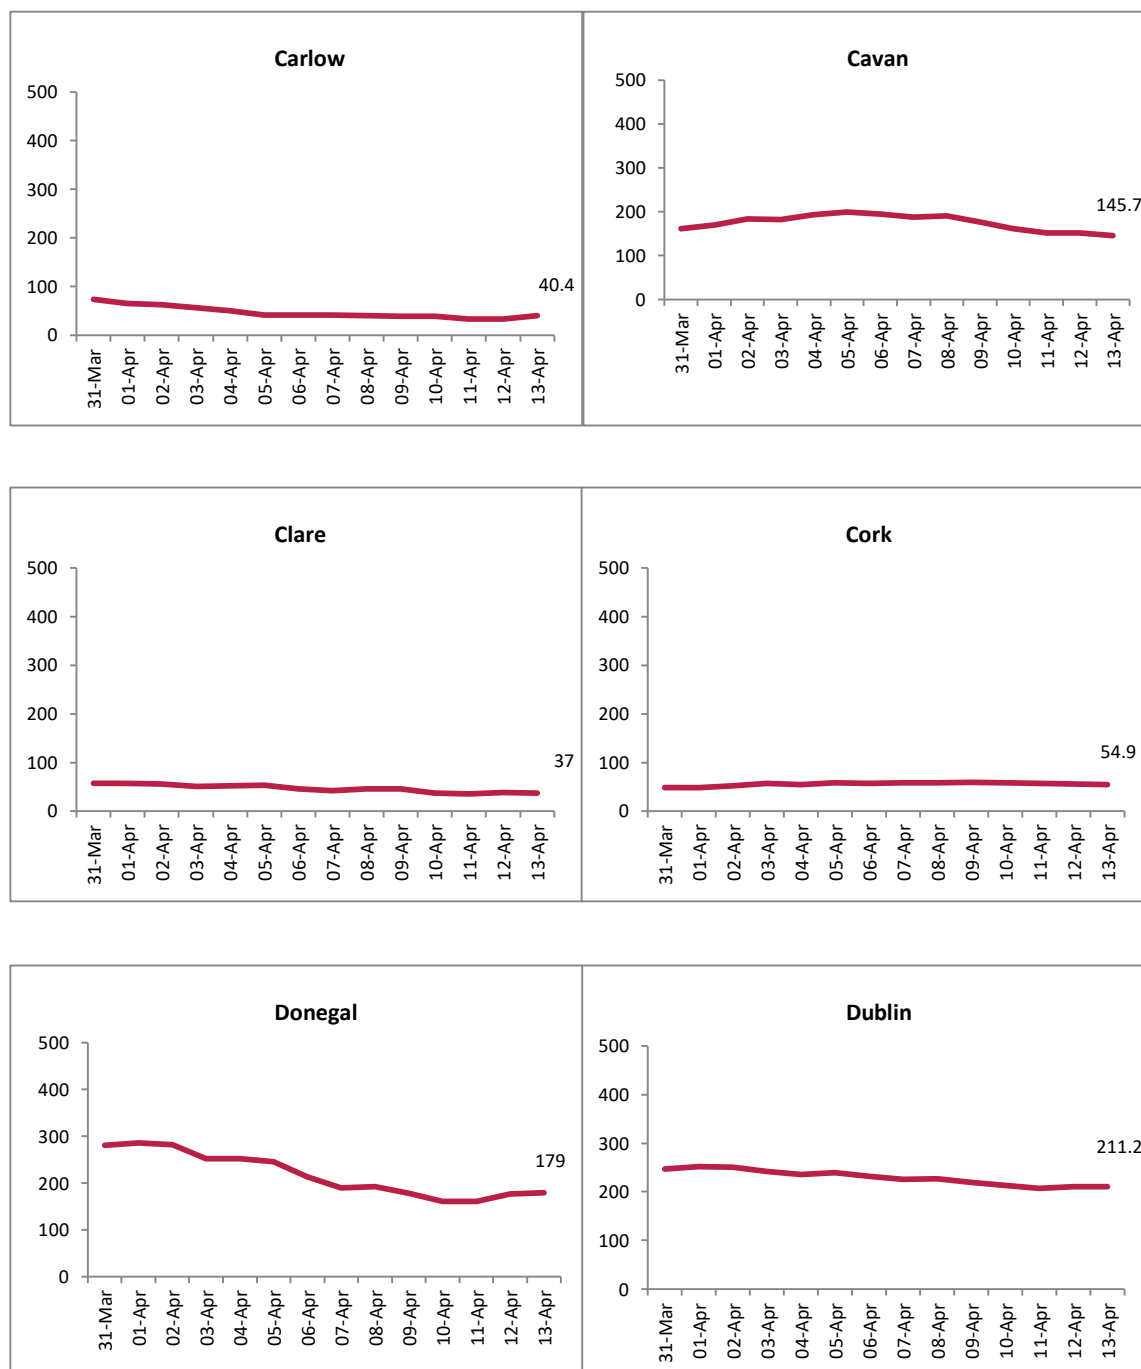 Carlow
500
400
300
200
100
0
40.4
31-Mar
01-Apr
02-Apr
03-Apr
04-Apr
05-Apr
06-Apr
07-Apr
08-Apr
09-Apr
10-Apr
11-Apr
12-Apr
13-Apr
Cavan
500
400
300
200
100
0
145.7
31-Mar
01-Apr
02-Apr
03-Apr
04-Apr
05-Apr
06-Apr
07-Apr
08-Apr
09-Apr
10-Apr
11-Apr
12-Apr
13-Apr
Clare
500
400
300
200
100
0
37
31-Mar
01-Apr
02-Apr
03-Apr
04-Apr
05-Apr
06-Apr
07-Apr
08-Apr
09-Apr
10-Apr
11-Apr
12-Apr
13-Apr
Cork
500
400
300
200
100
0
54.9
31-Mar
01-Apr
02-Apr
03-Apr
04-Apr
05-Apr
06-Apr
07-Apr
08-Apr
09-Apr
10-Apr
11-Apr
12-Apr
13-Apr
Donegal
500
400
300
200
100
0
179
31-Mar
01-Apr
02-Apr
03-Apr
04-Apr
05-Apr
06-Apr
07-Apr
08-Apr
09-Apr
10-Apr
11-Apr
12-Apr
13-Apr
Dublin
500
400
300
200
100
0
211.2
31-Mar
01-Apr
02-Apr
03-Apr
04-Apr
05-Apr
06-Apr
07-Apr
08-Apr
09-Apr
10-Apr
11-Apr
12-Apr
13-Apr